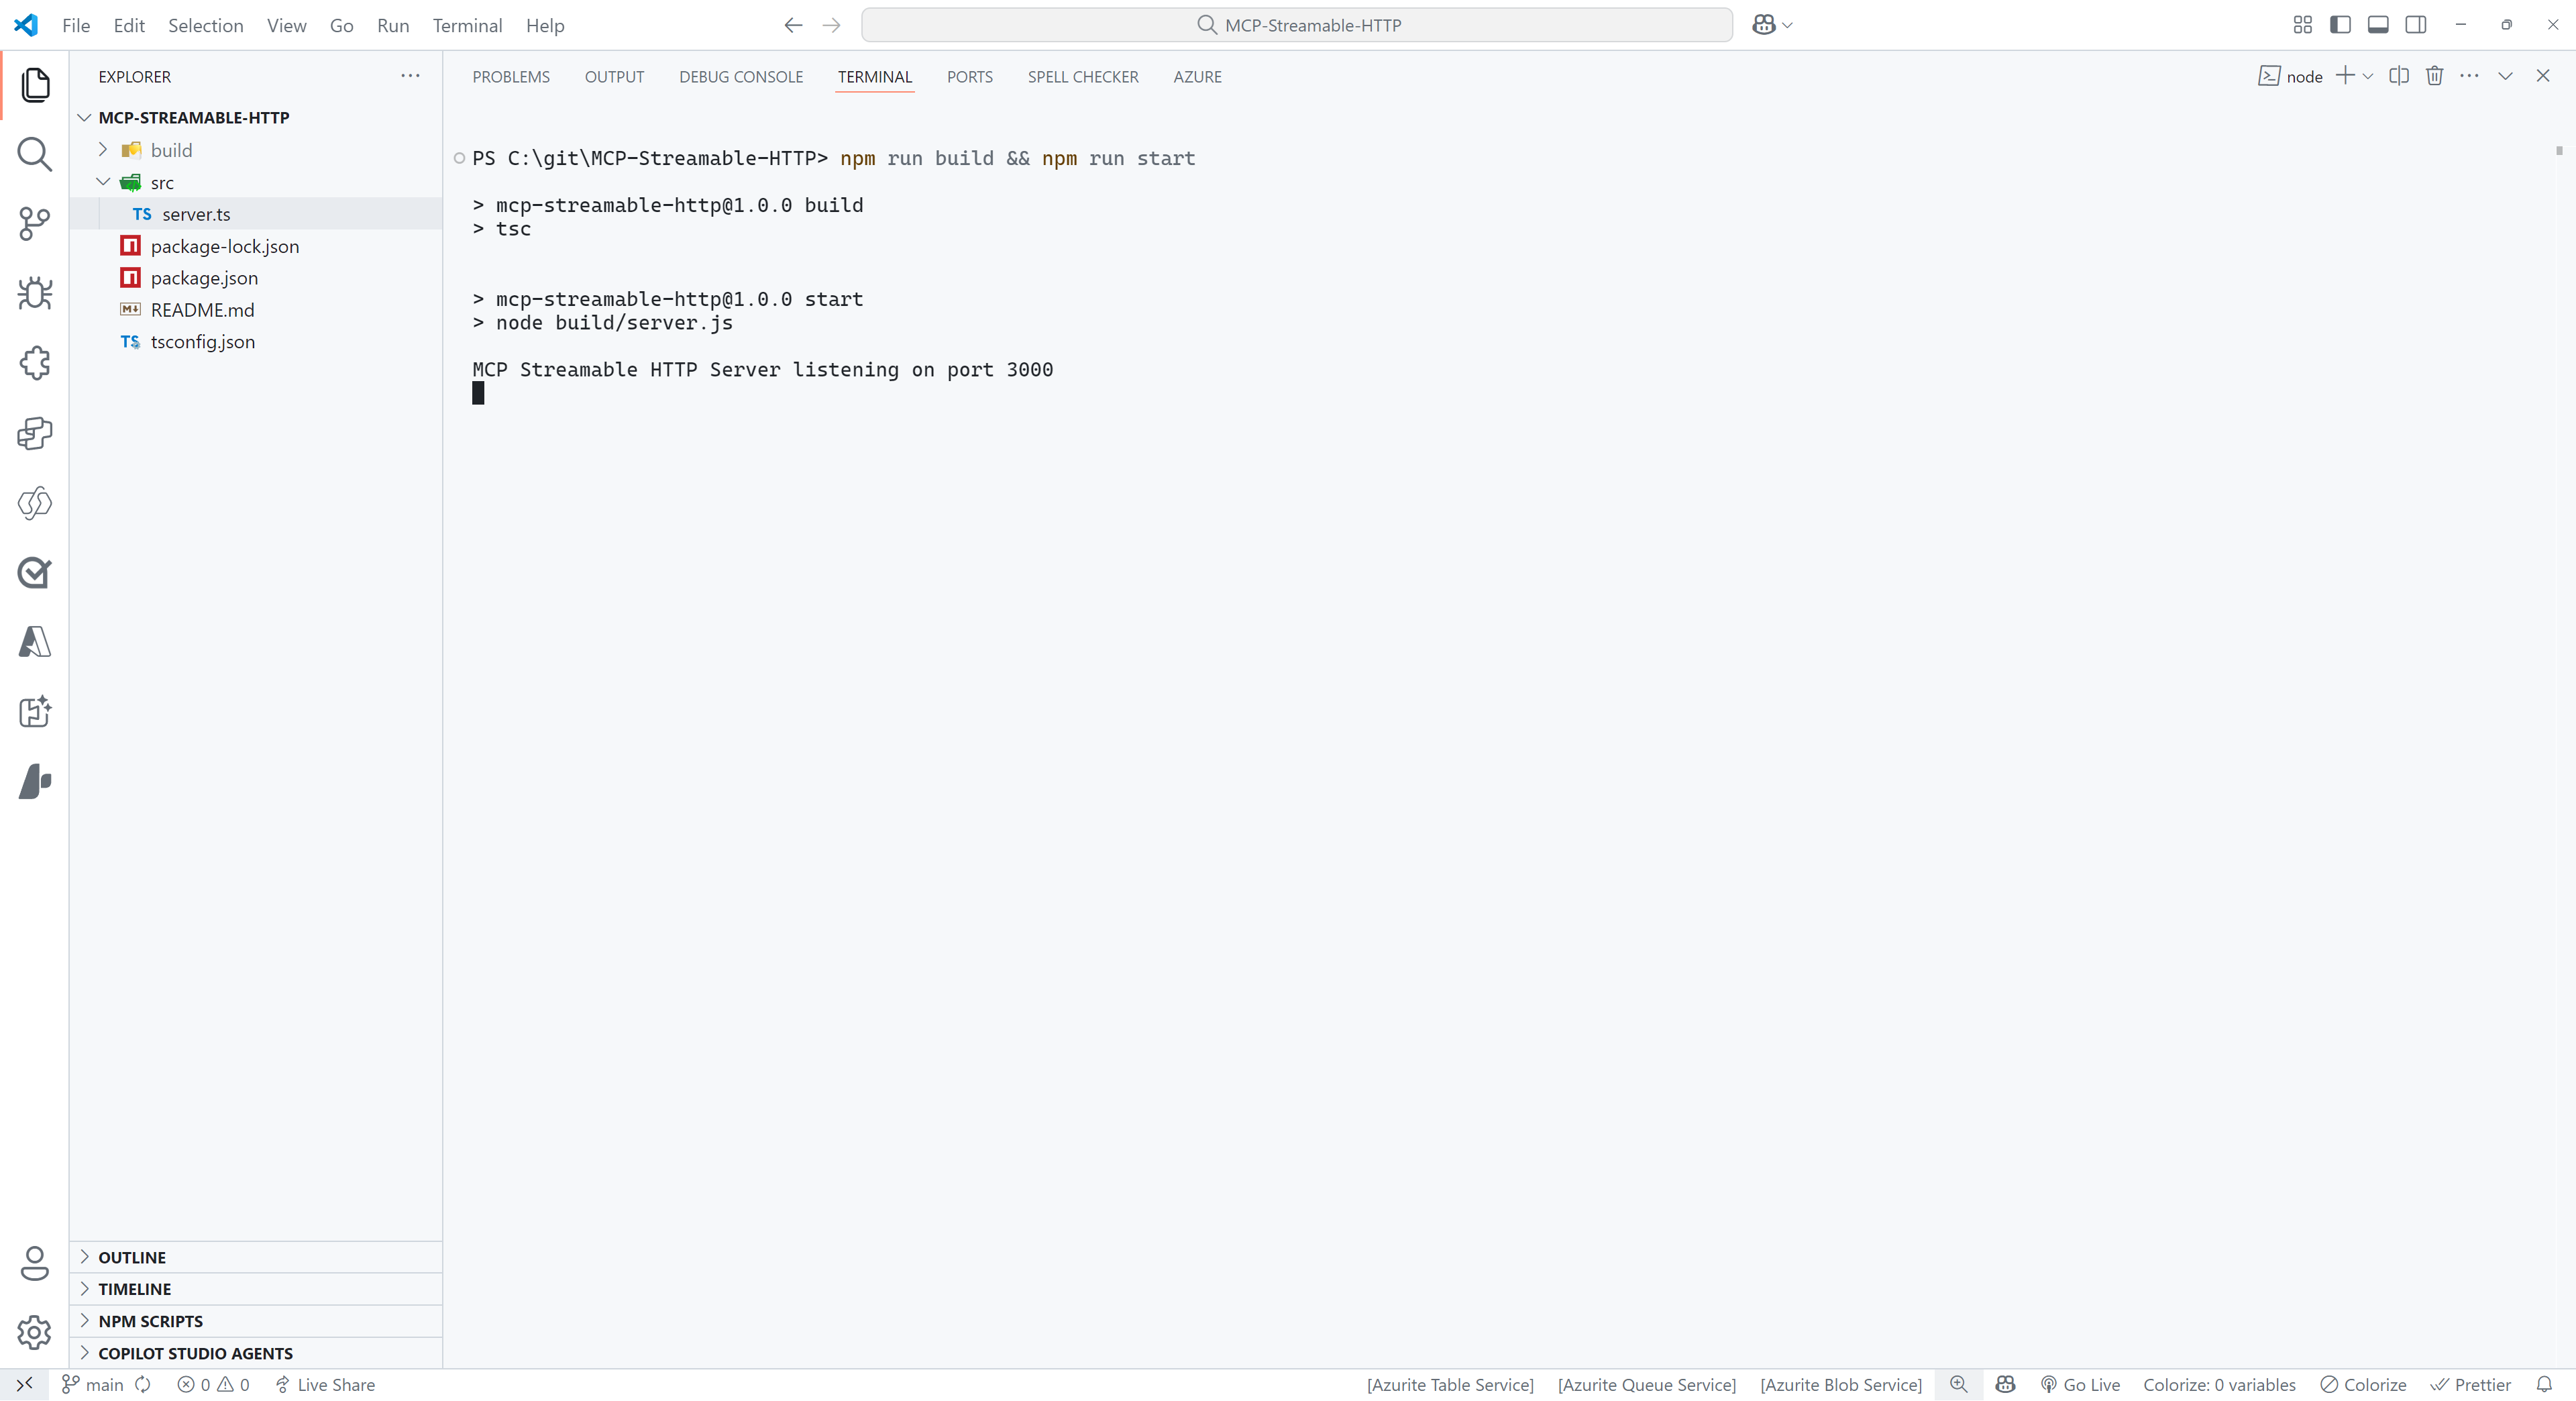 File Edit Selection View Go Run Terminal Help
MCP-Streamable-HTTP
EXPLORER
MCP-STREAMABLE-HTTP
build
src
TS server.ts
package-lock.json
package.json
README.md
TS tsconfig.json
OUTLINE
TIMELINE
NPM SCRIPTS
COPILOT STUDIO AGENTS
PROBLEMS OUTPUT DEBUG CONSOLE TERMINAL PORTS SPELL CHECKER AZURE
node
PS C:\git\MCP-Streamable-HTTP> npm run build && npm run start
> mcp-streamable-http@1.0.0 build
> tsc
> mcp-streamable-http@1.0.0 start
> node build/server.js
MCP Streamable HTTP Server listening on port 3000
main 0 0 Live Share [Azurite Table Service] [Azurite Queue Service] [Azurite Blob Service] Go Live Colorize: 0 variables Colorize Prettier